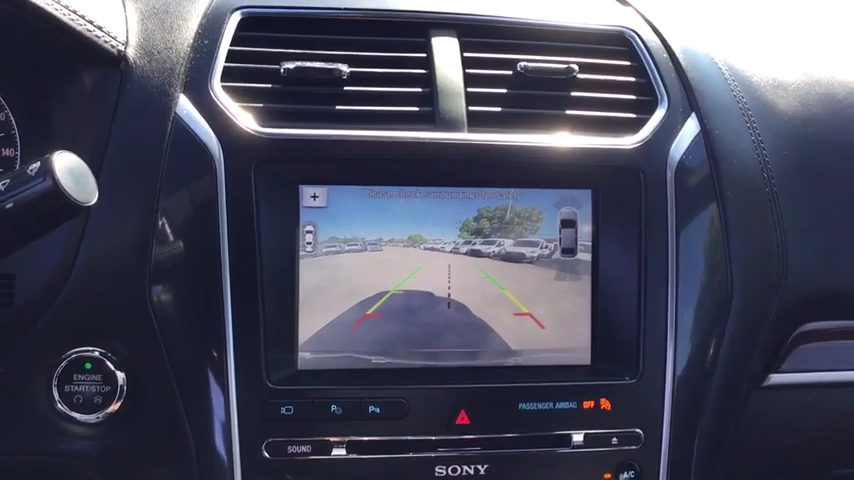 140
+
Please check surroundings for safety
ENGINE
START/STOP
P
P
PASSENGER AIRBAG OFF
SOUND
SONY
A/C